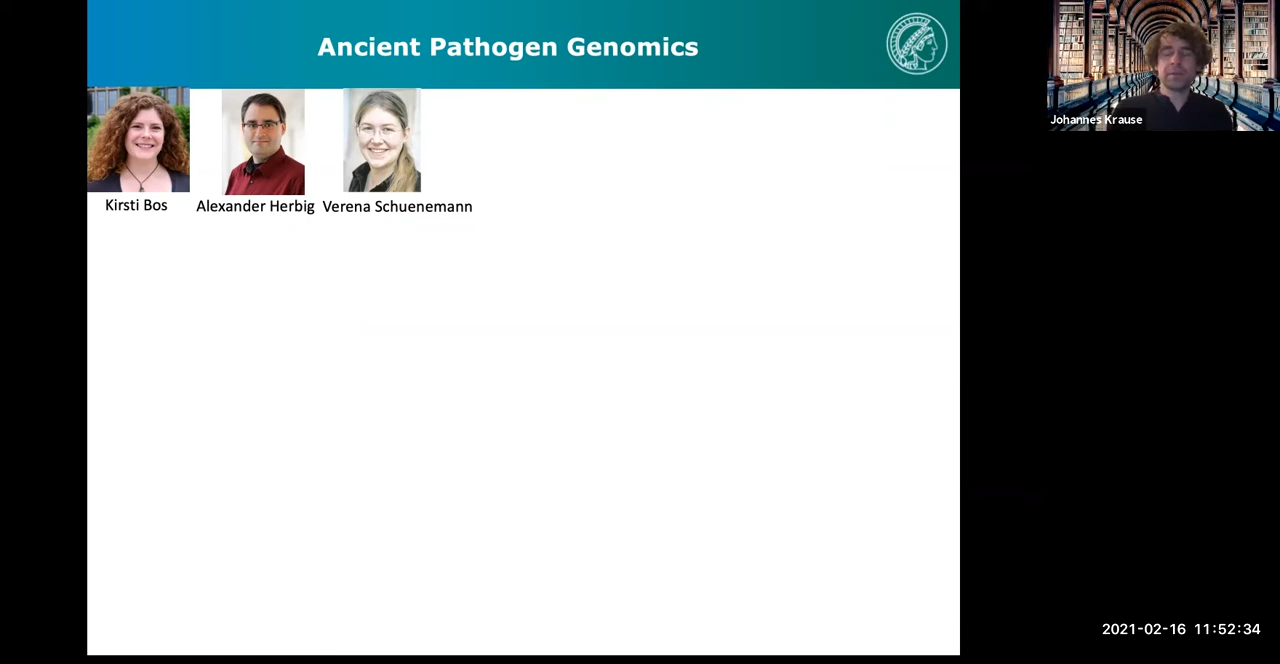 Ancient Pathogen Genomics
Johannes Krause
Kirsti Bos
Alexander Herbig
Verena Schuenemann
2021-02-16 11:52:34